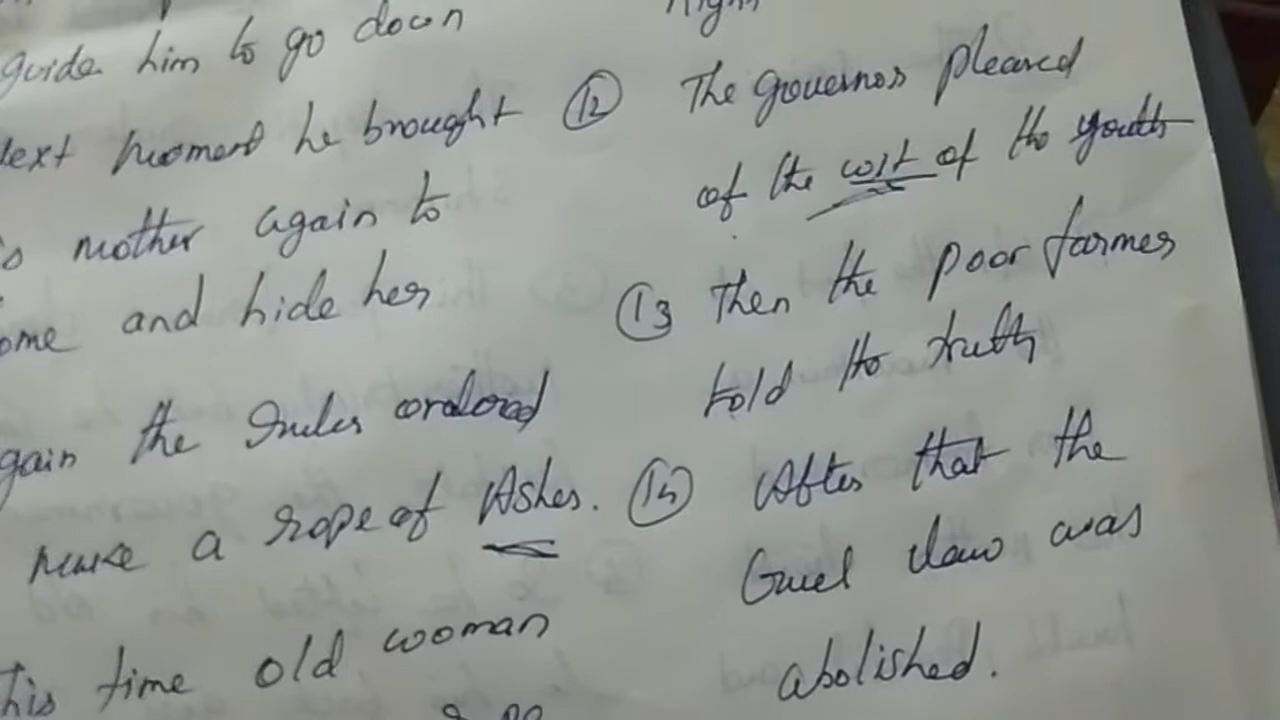 guide him to go down
next moment he brought
mother again to
and hide her
the ruler ordered
make a rope of Ashes.
This time old woman
⑫ The governor pleased
of the wit of the youth
⑬ Then the poor farmer
told the truth
⑭ After that the
Cruel law was
abolished.